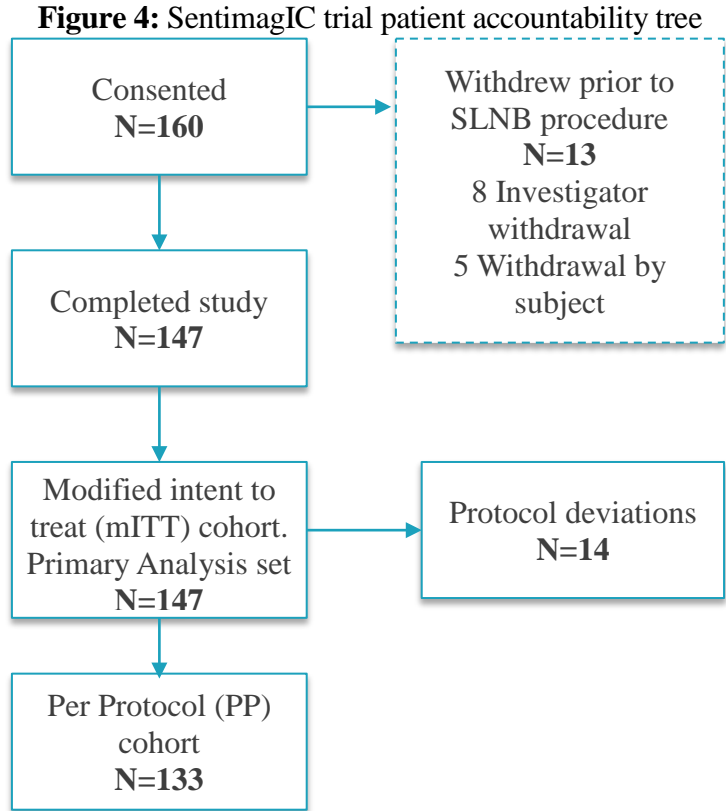 Figure 4: SentimagIC trial patient accountability tree
Consented
N=160
Withdrew prior to
SLNB procedure
N=13
8 Investigator
withdrawal
5 Withdrawal by
subject
Completed study
N=147
Modified intent to
treat (mITT) cohort.
Primary Analysis set
N=147
Protocol deviations
N=14
Per Protocol (PP)
cohort
N=133